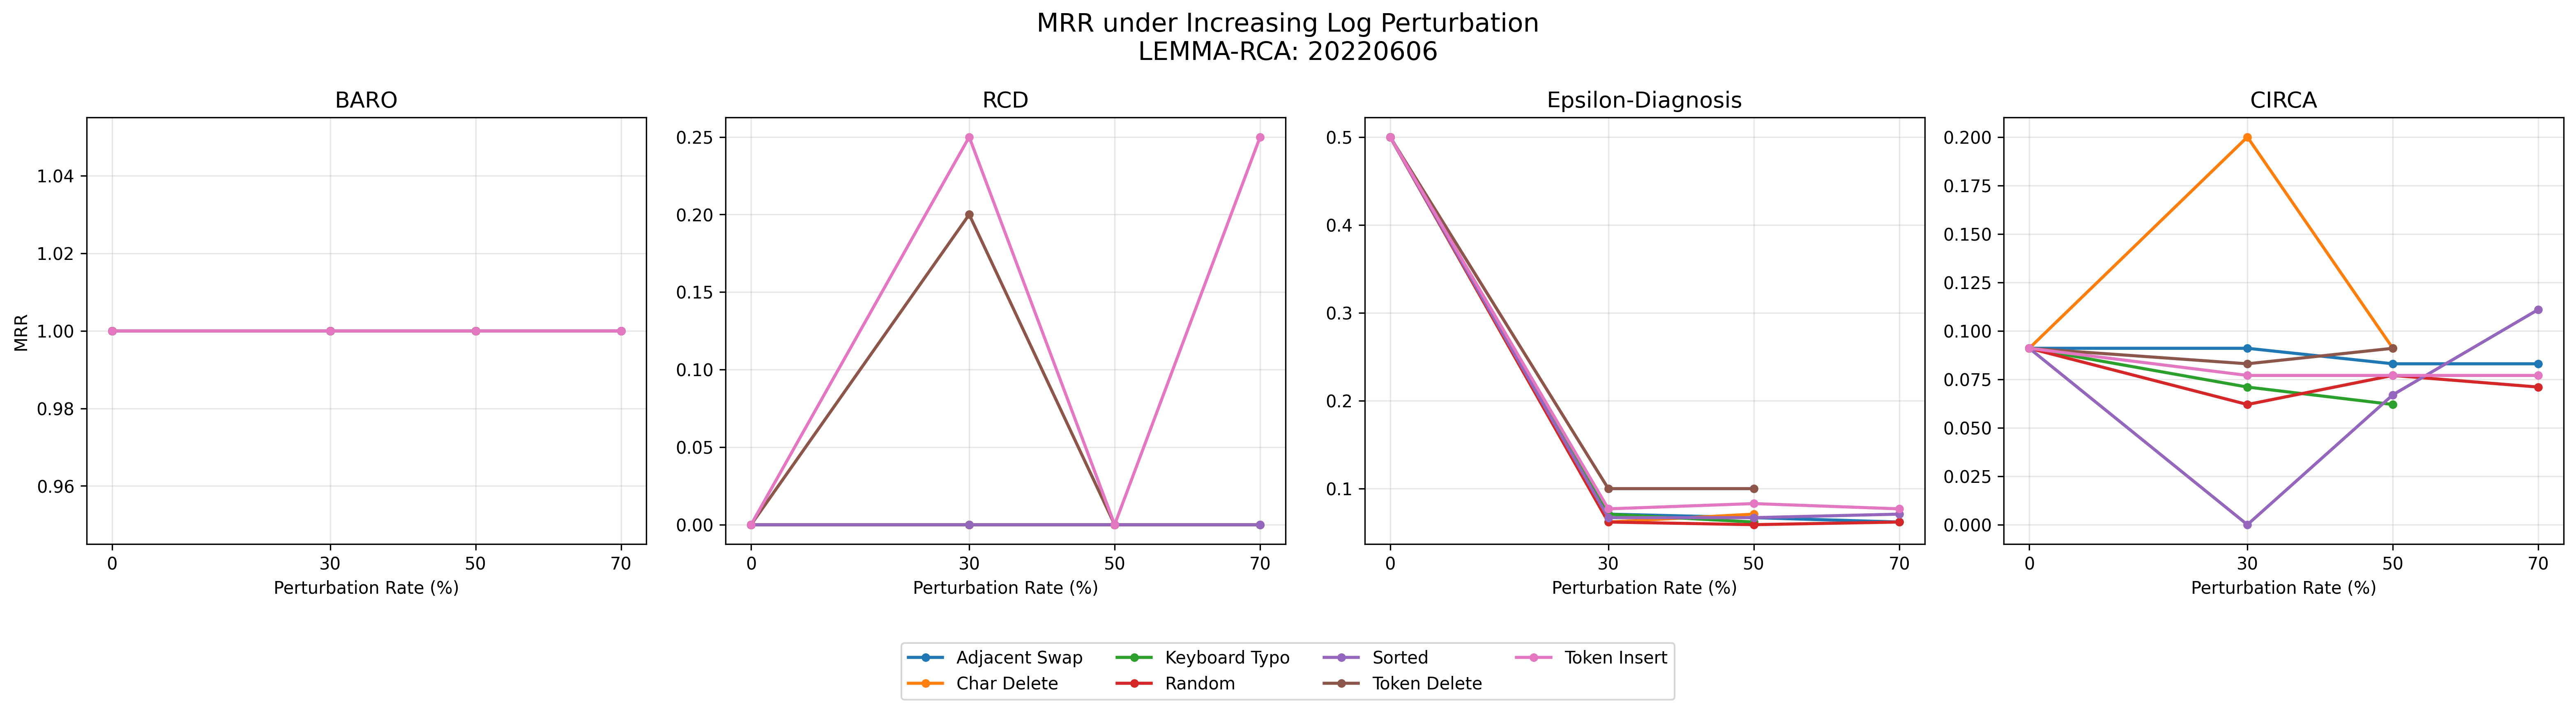 MRR under Increasing Log Perturbation
LEMMA-RCA: 20220606
BARO
MRR
1.04
1.02
1.00
0.98
0.96
0 30 50 70
Perturbation Rate (%)
RCD
0.25
0.20
0.15
0.10
0.05
0.00
0 30 50 70
Perturbation Rate (%)
Epsilon-Diagnosis
0.5
0.4
0.3
0.2
0.1
0 30 50 70
Perturbation Rate (%)
CIRCA
0.200
0.175
0.150
0.125
0.100
0.075
0.050
0.025
0.000
0 30 50 70
Perturbation Rate (%)
Adjacent Swap Keyboard Typo Sorted Token Insert
Char Delete Random Token Delete